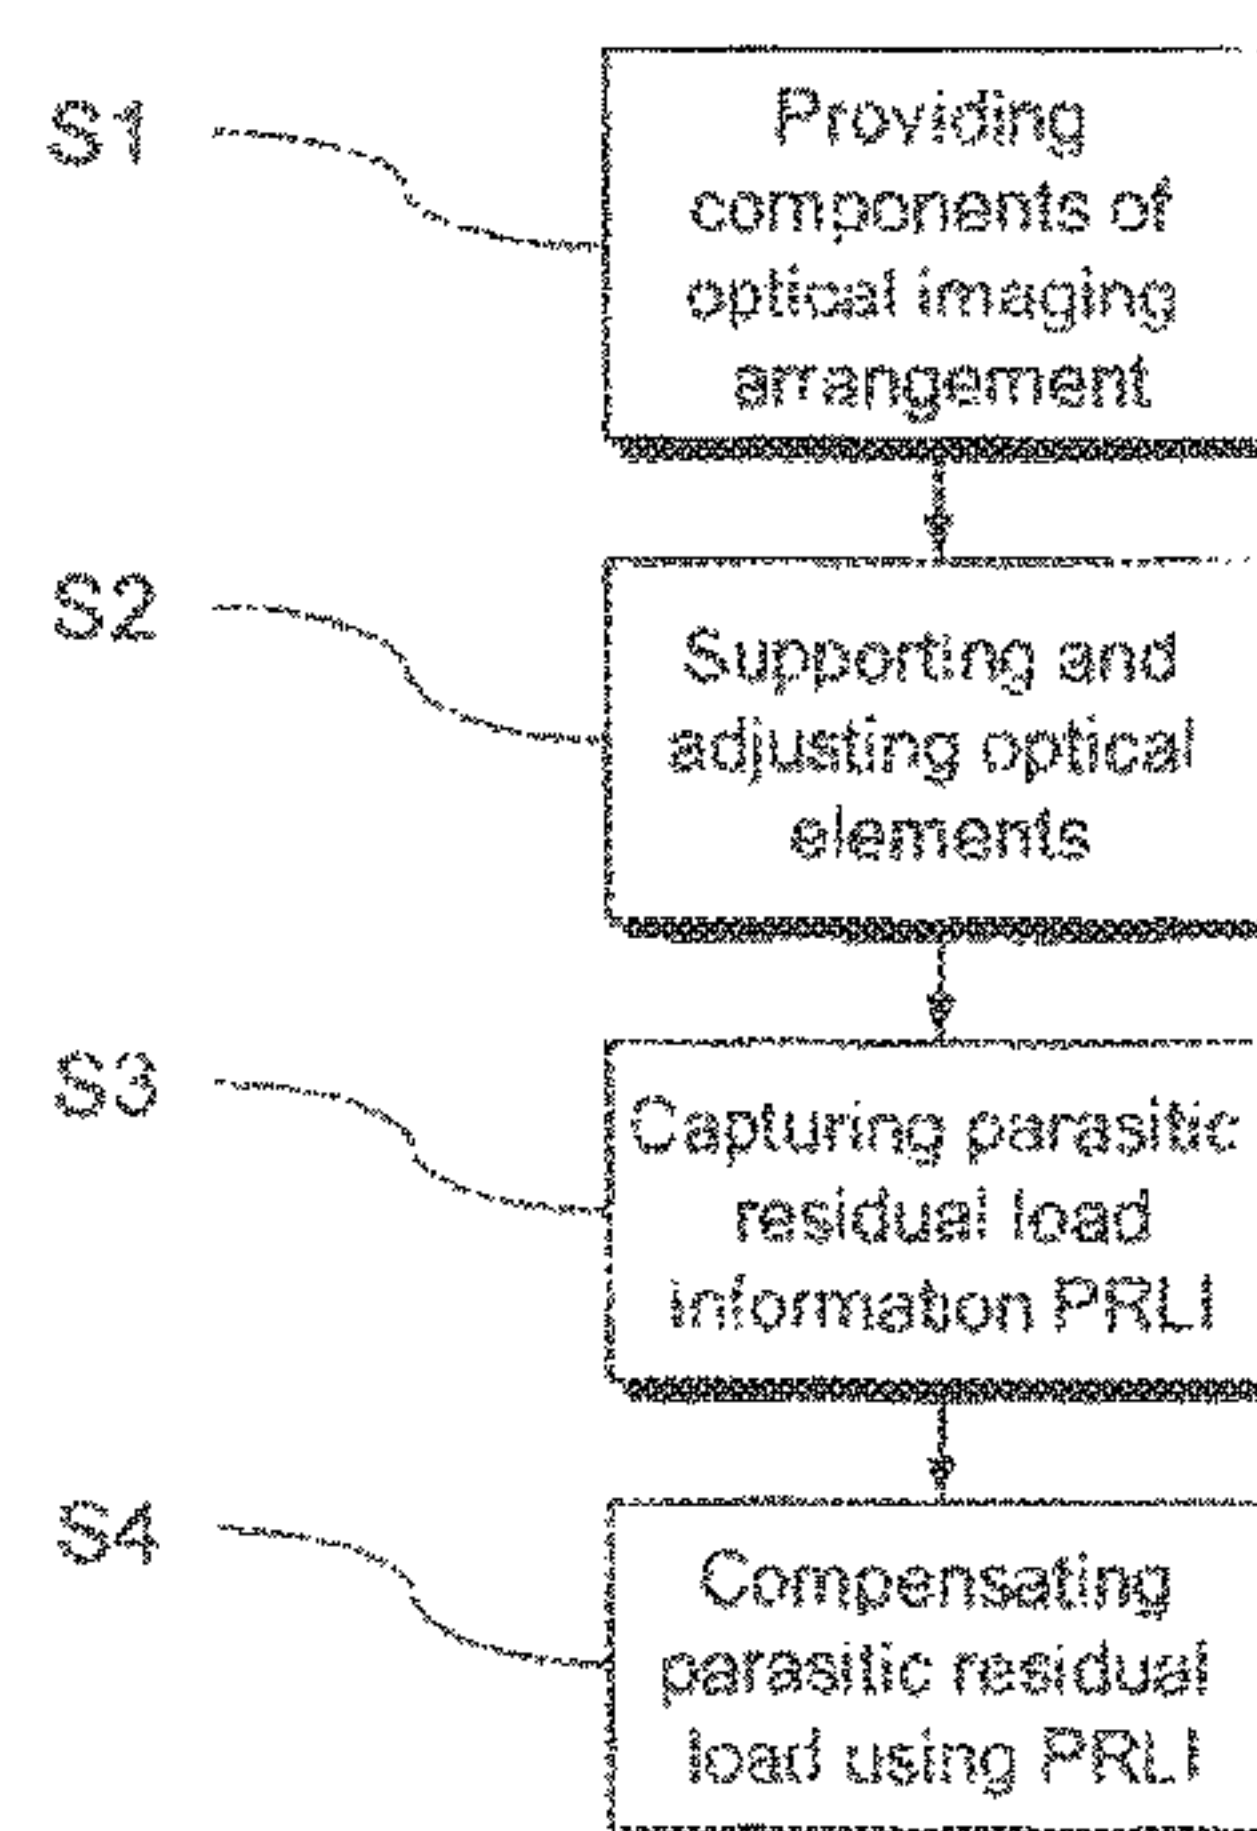 S1
Providing
components of
optical imaging
arrangement
S2
Supporting and
adjusting optical
elements
S3
Capturing parasitic
residual load
information PRLI
S4
Compensating
parasitic residual
load using PRLI